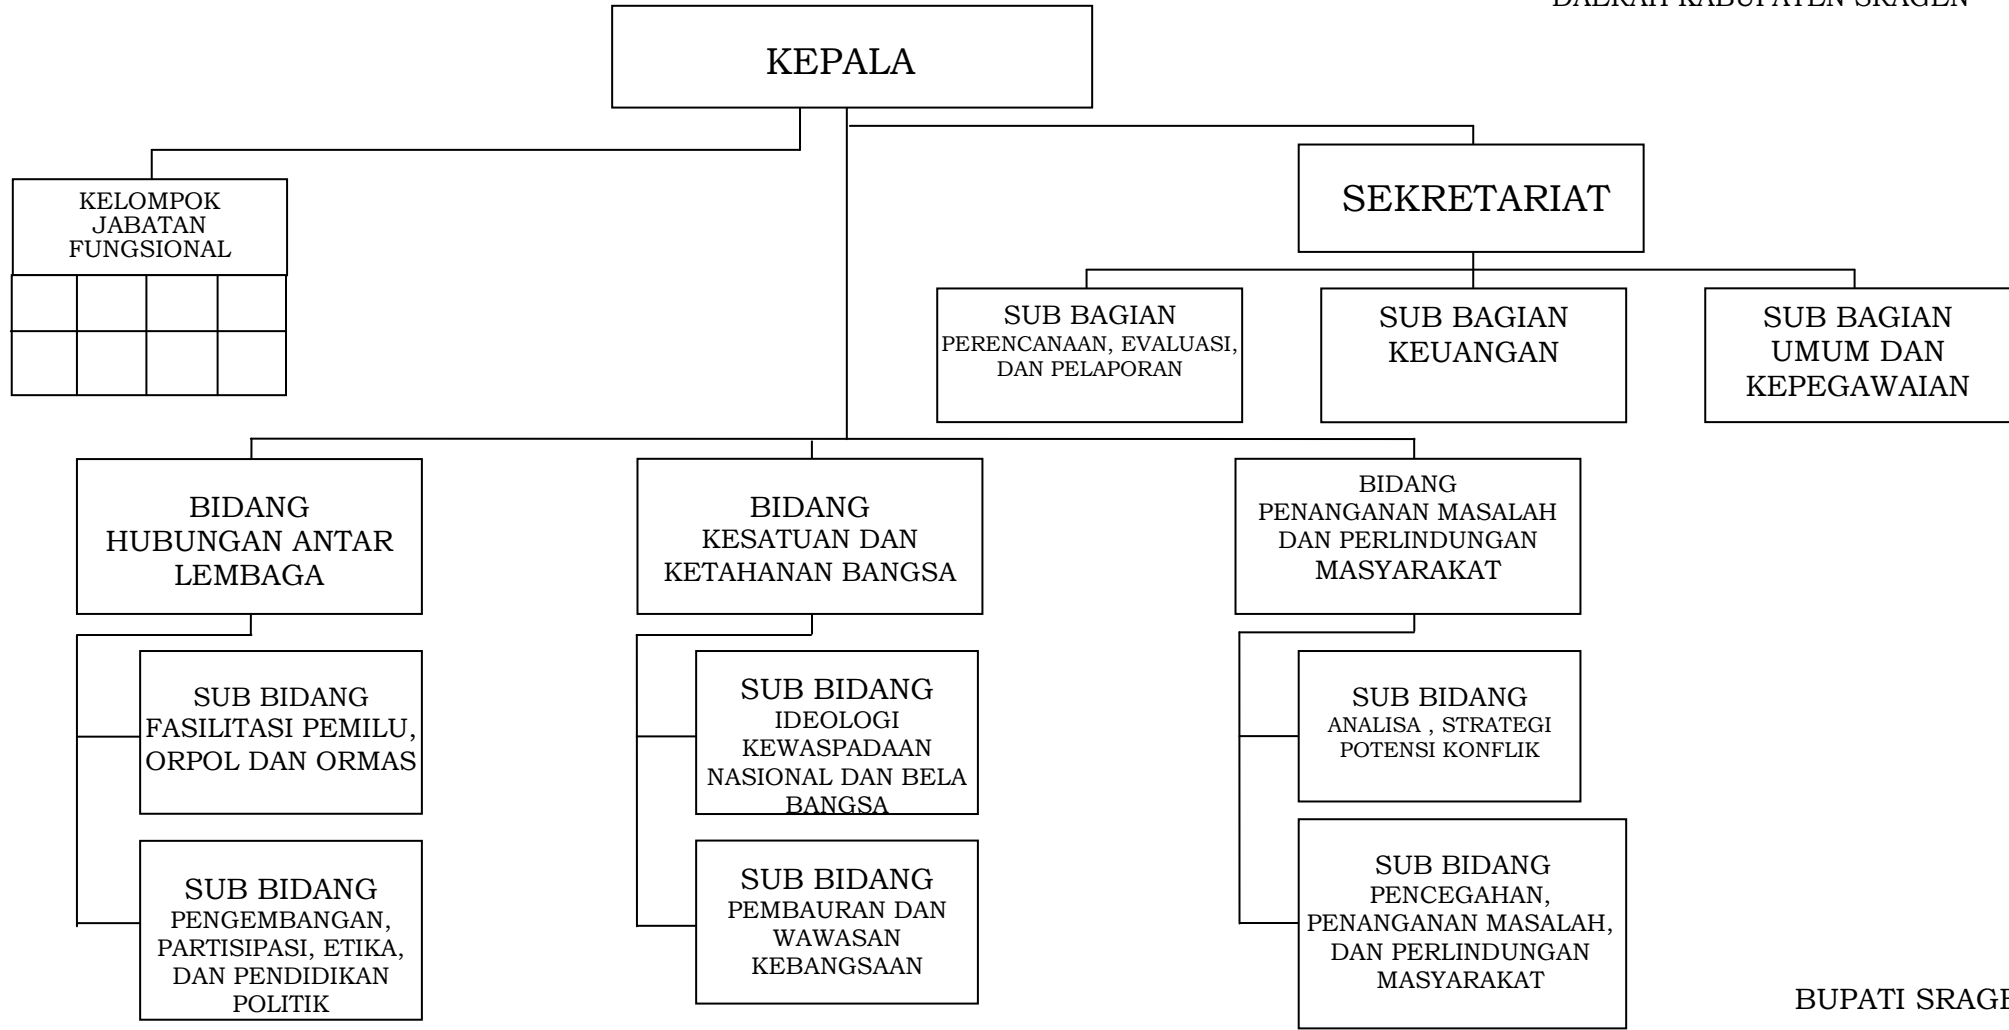 DAERAH KABUPATEN SRAGEN
KEPALA
SEKRETARIAT
KELOMPOK
JABATAN
FUNGSIONAL
SUB BAGIAN
PERENCANAAN, EVALUASI,
DAN PELAPORAN
SUB BAGIAN
KEUANGAN
SUB BAGIAN
UMUM DAN
KEPEGAWAIAN
BIDANG
HUBUNGAN ANTAR
LEMBAGA
BIDANG
KESATUAN DAN
KETAHANAN BANGSA
BIDANG
PENANGANAN MASALAH
DAN PERLINDUNGAN
MASYARAKAT
SUB BIDANG
FASILITASI PEMILU,
ORPOL DAN ORMAS
SUB BIDANG
IDEOLOGI
KEWASPADAAN
NASIONAL DAN BELA
BANGSA
SUB BIDANG
ANALISA , STRATEGI
POTENSI KONFLIK
SUB BIDANG
PENGEMBANGAN,
PARTISIPASI, ETIKA,
DAN PENDIDIKAN
POLITIK
SUB BIDANG
PEMBAURAN DAN
WAWASAN
KEBANGSAAN
SUB BIDANG
PENCEGAHAN,
PENANGANAN MASALAH,
DAN PERLINDUNGAN
MASYARAKAT
BUPATI